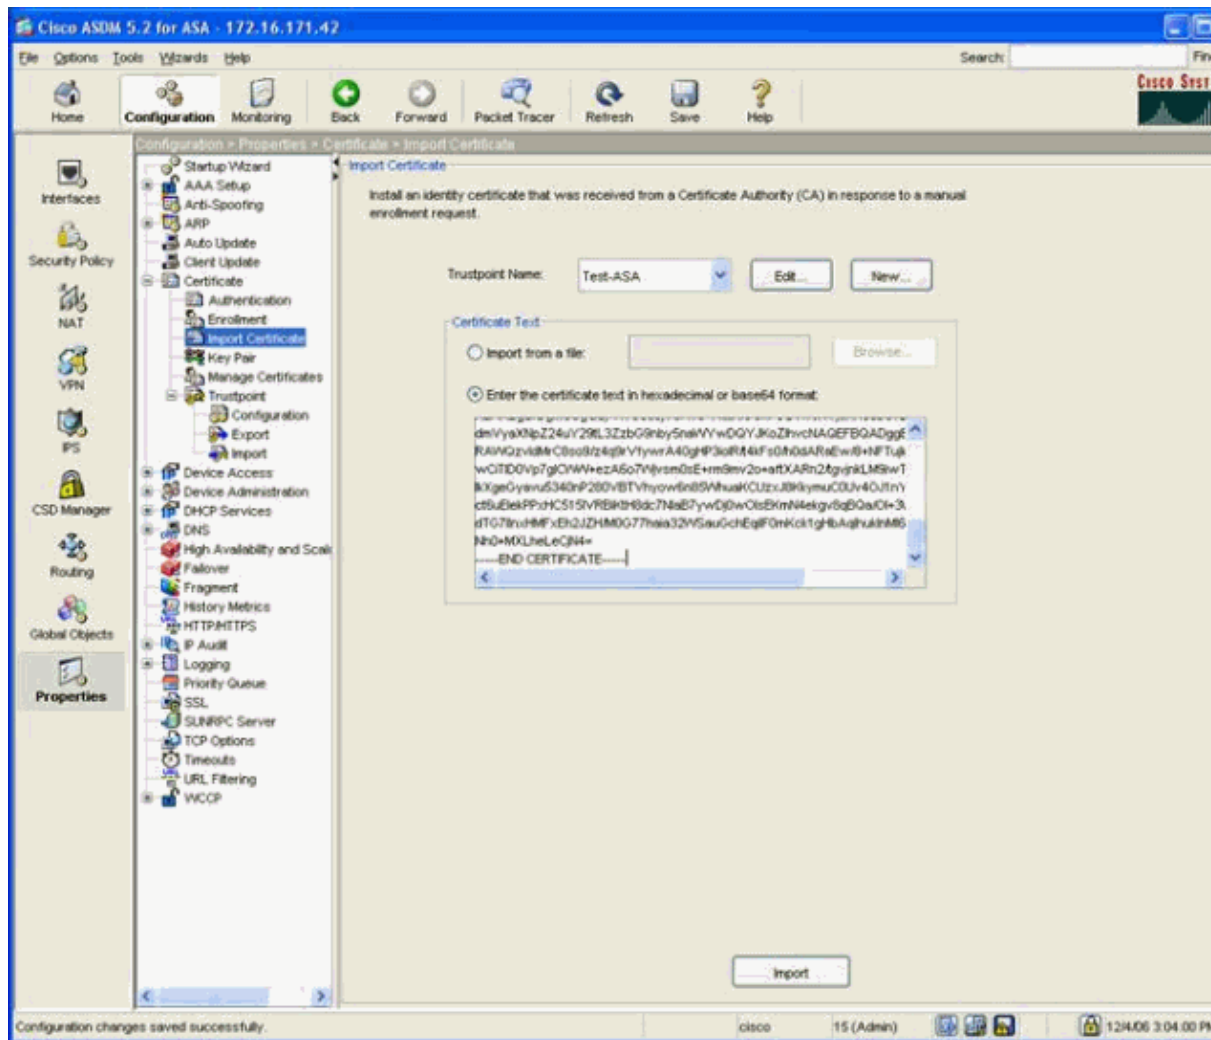 Cisco ASDM 5.2 for ASA - 172.16.171.42
File Options Tools Wizards Help Search:
Home Configuration Monitoring Back Forward Packet Tracer Refresh Save Help
Configuration > Properties > Certificate > Import Certificate
Interfaces
Security Policy
NAT
VPN
IPS
CSD Manager
Routing
Global Objects
Properties
Startup Wizard
AAA Setup
Anti-Spoofing
ARP
Auto Update
Client Update
Certificate
Authentication
Enrollment
Import Certificate
Key Pair
Manage Certificates
Trustpoint
Configuration
Export
Import
Device Access
Device Administration
DHCP Services
DNS
High Availability and Scal
Failover
Fragment
History Metrics
HTTP/HTTPS
IP Audit
Logging
Priority Queue
SSL
SUNRPC Server
TCP Options
Timeouts
URL Filtering
WCCP
Import Certificate
Install an identity certificate that was received from a Certificate Authority (CA) in response to a manual
enrollment request.
Trustpoint Name: Test-ASA Edit... New...
Certificate Text
Import from a file: Browse...
Enter the certificate text in hexadecimal or base64 format:
-----END CERTIFICATE-----
Import
Configuration changes saved successfully. cisco 15 (Admin) 12/4/06 3:04:00 PM